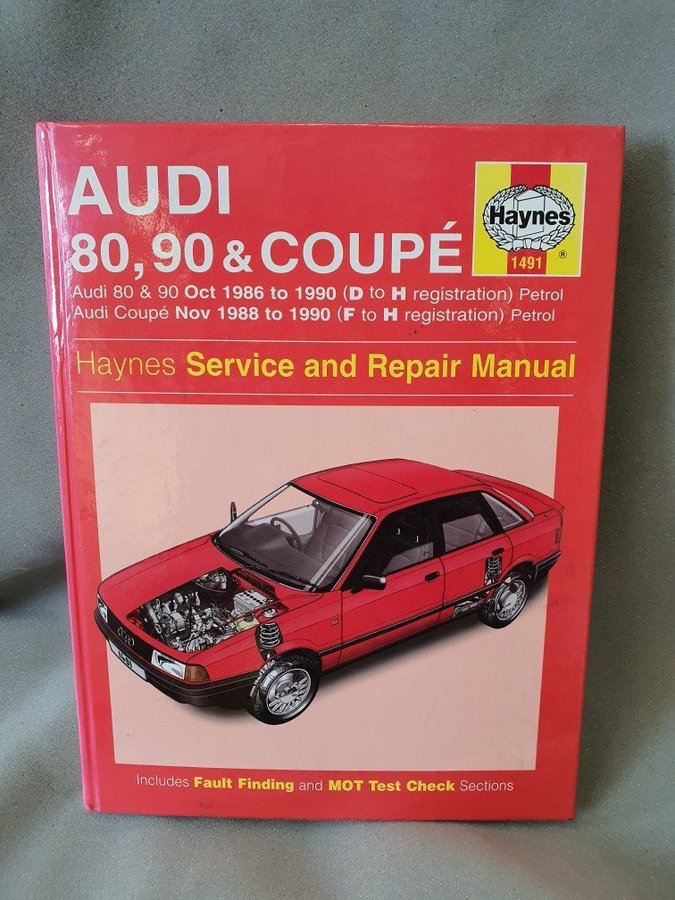 AUDI
80, 90 & COUPÉ
Haynes
1491
®
Audi 80 & 90 Oct 1986 to 1990 (D to H registration) Petrol
Audi Coupé Nov 1988 to 1990 (F to H registration) Petrol
Haynes Service and Repair Manual
Includes Fault Finding and MOT Test Check Sections